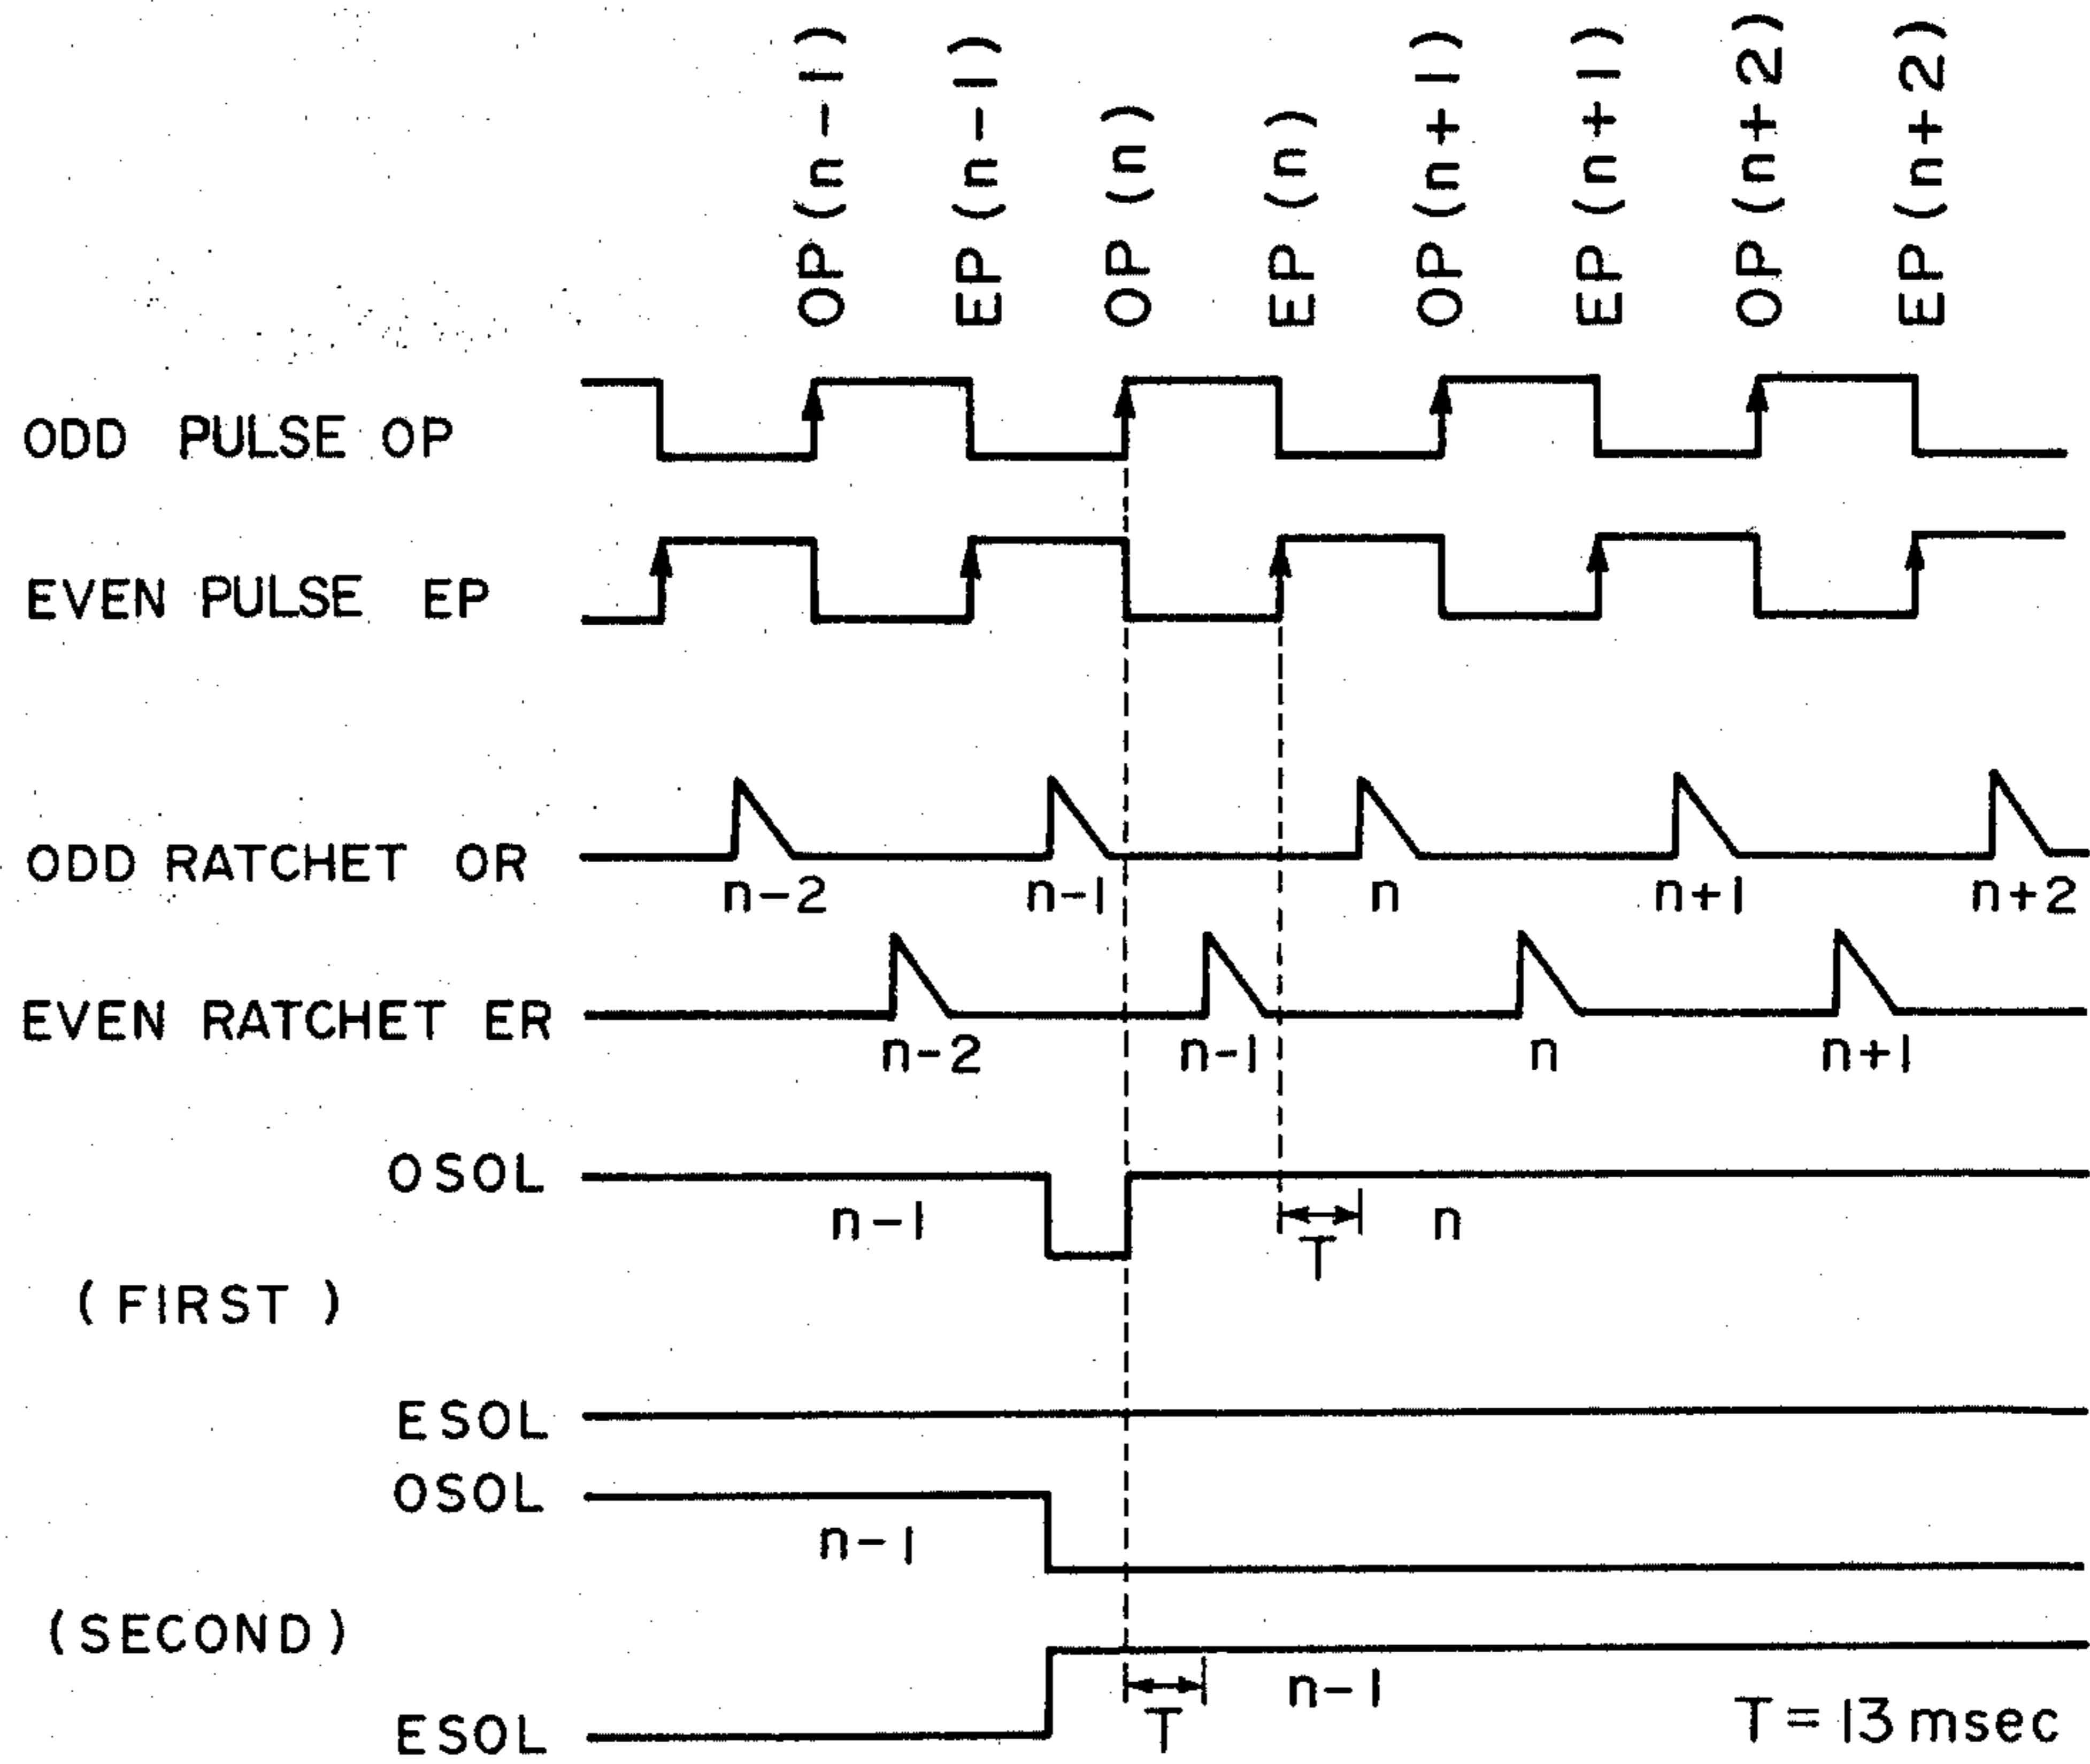 OP (n-1)
EP (n-1)
OP (n)
EP (n)
OP (n+1)
EP (n+1)
OP (n+2)
EP (n+2)
ODD PULSE OP
EVEN PULSE EP
ODD RATCHET OR
n-2
n-1
n
n+1
n+2
EVEN RATCHET ER
n-2
n-1
n
n+1
OSOL
n-1
T
n
(FIRST)
ESOL
OSOL
n-1
(SECOND)
ESOL
T
n-1
T=13msec